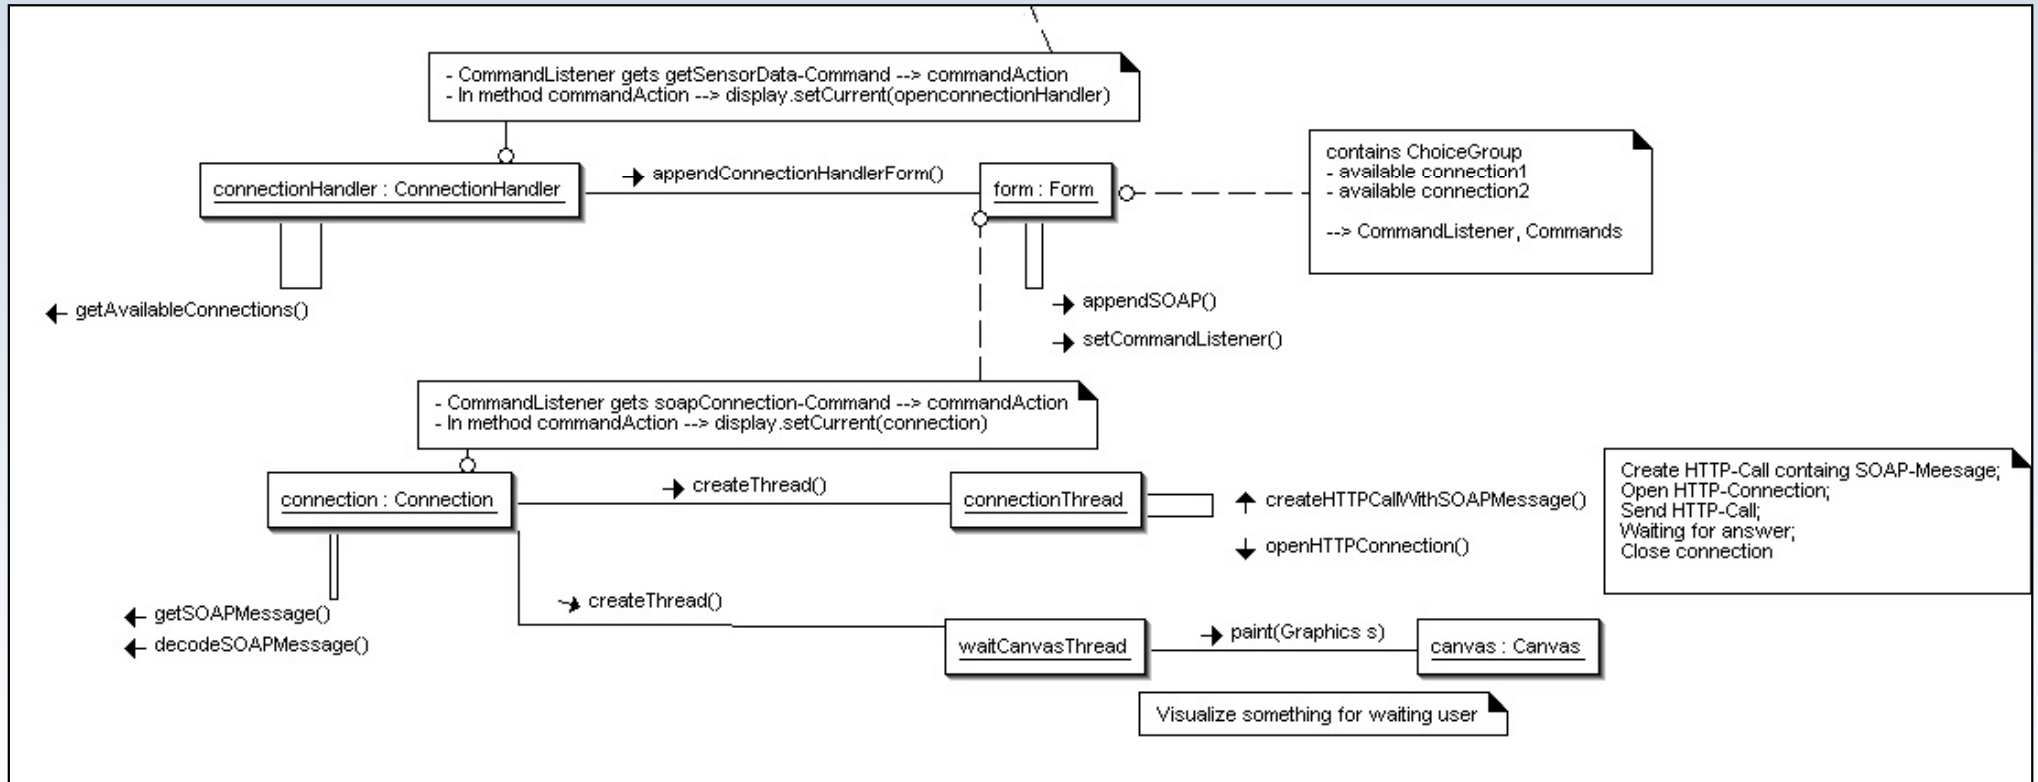 - CommandListener gets getSensorData-Command --> commandAction
- In method commandAction --> display.setCurrent(openconnectionHandler)
connectionHandler : ConnectionHandler
appendConnectionHandlerForm()
form : Form
contains ChoiceGroup
- available connection1
- available connection2
--> CommandListener, Commands
getAvailableConnections()
appendSOAP()
setCommandListener()
- CommandListener gets soapConnection-Command --> commandAction
- In method commandAction --> display.setCurrent(connection)
connection : Connection
createThread()
connectionThread
createHTTPCallWithSOAPMessage()
openHTTPConnection()
Create HTTP-Call containg SOAP-Meesage;
Open HTTP-Connection;
Send HTTP-Call;
Waiting for answer;
Close connection
getSOAPMessage()
decodeSOAPMessage()
createThread()
waitCanvasThread
paint(Graphics s)
canvas : Canvas
Visualize something for waiting user